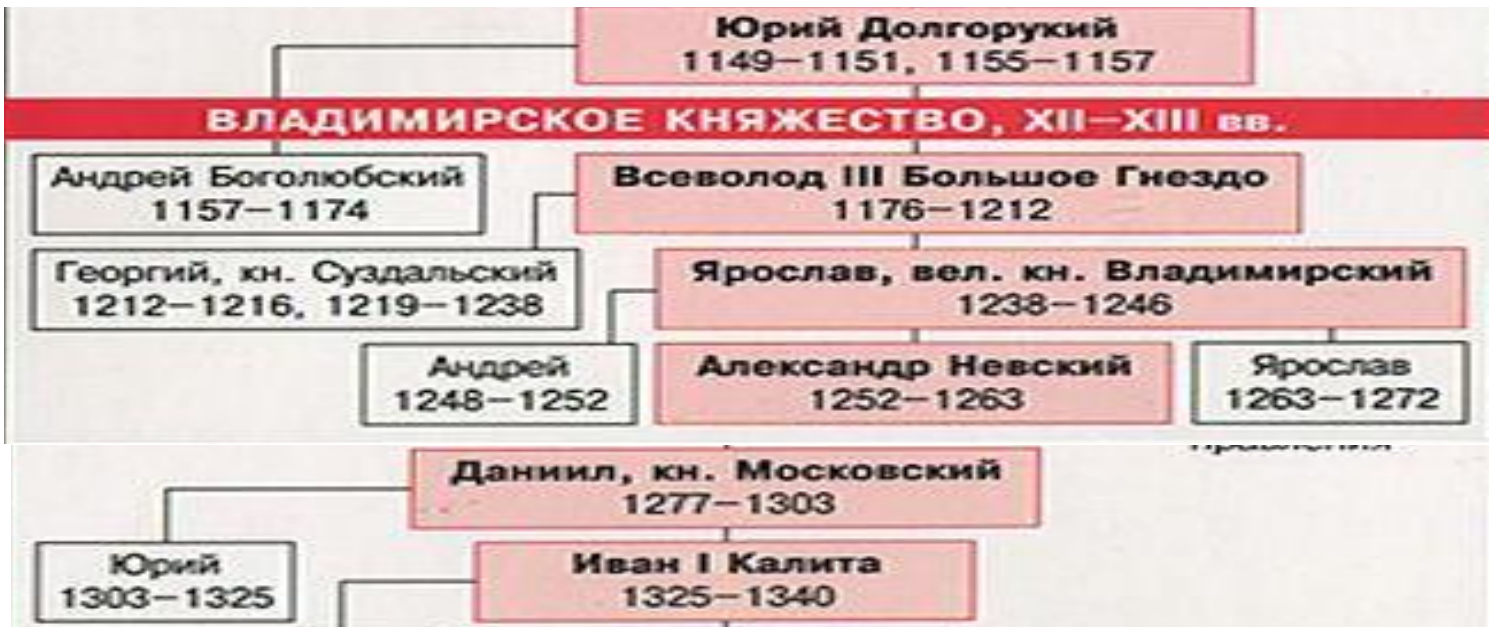 Юрий Долгорукий
1149–1151, 1155–1157
ВЛАДИМИРСКОЕ КНЯЖЕСТВО, XII–XIII вв.
Андрей Боголюбский
1157–1174
Всеволод III Большое Гнездо
1176–1212
Георгий, кн. Суздальский
1212–1216, 1219–1238
Ярослав, вел. кн. Владимирский
1238–1246
Андрей
1248–1252
Александр Невский
1252–1263
Ярослав
1263–1272
Даниил, кн. Московский
1277–1303
Юрий
1303–1325
Иван I Калита
1325–1340